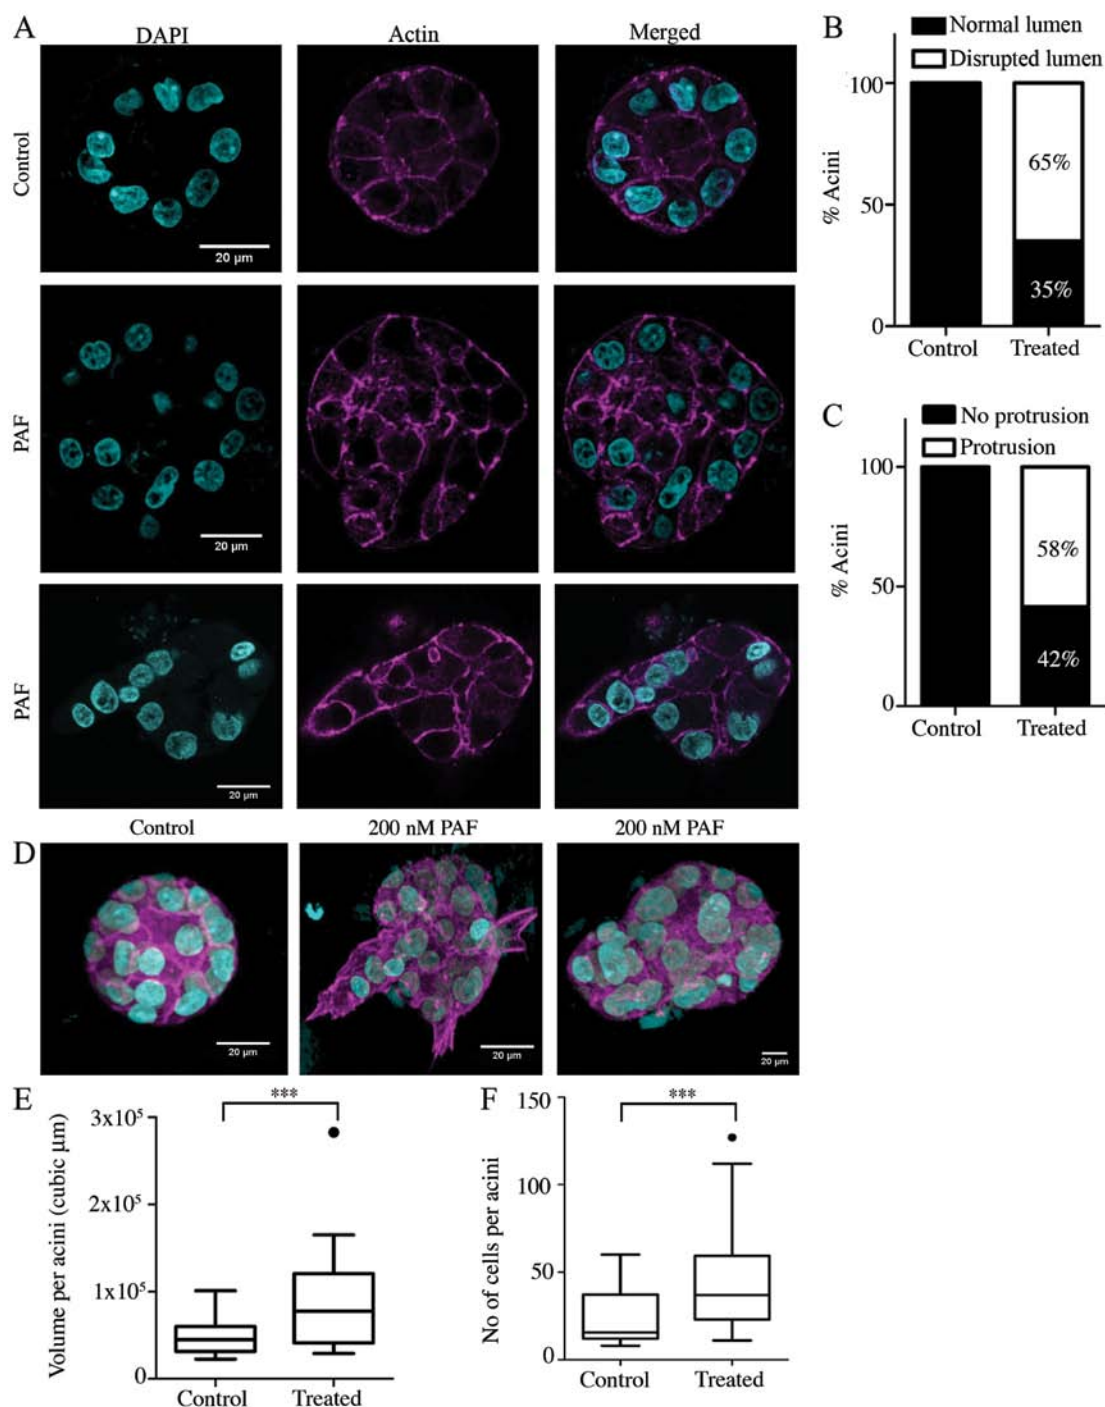 A
DAPI
Actin
Merged
Control
20 µm
PAF
20 µm
PAF
20 µm
B
Normal lumen
Disrupted lumen
% Acini
100
50
0
65%
35%
Control
Treated
C
No protrusion
Protrusion
% Acini
100
50
0
58%
42%
Control
Treated
D
Control
200 nM PAF
200 nM PAF
20 µm
20 µm
20 µm
E
***
Volume per acini (cubic µm)
3x10⁵
2x10⁵
1x10⁵
0
Control
Treated
F
***
No of cells per acini
150
100
50
0
Control
Treated